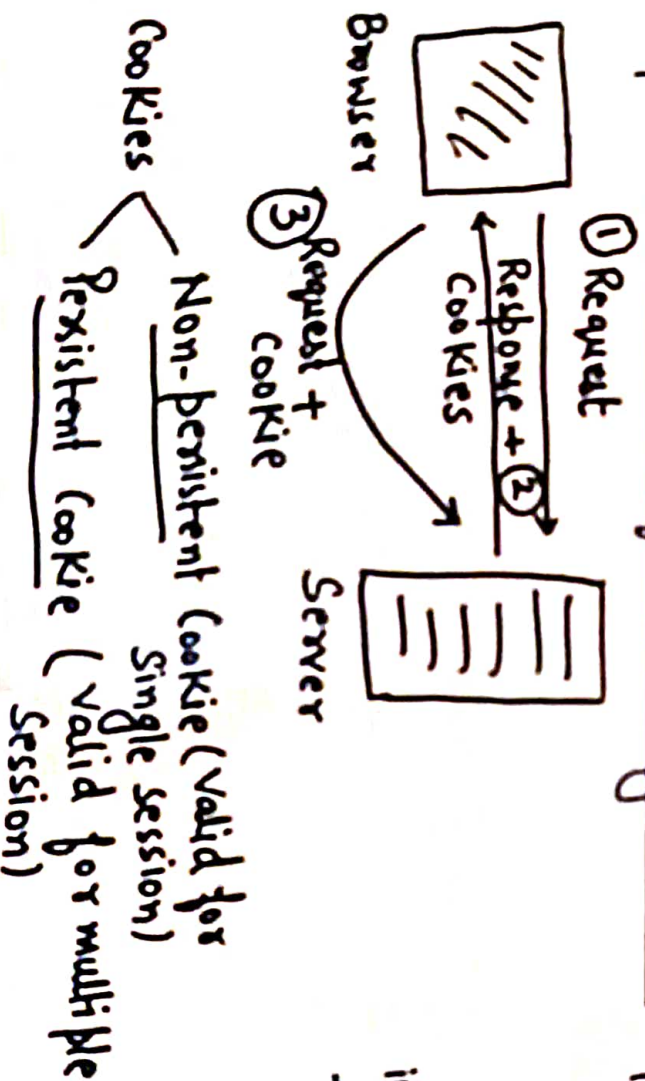 ① Request
Response + ②
Cookies
③ Request +
Cookie
Browser
Server
Cookies
Non-persistent Cookie (Valid for
Single session)
Persistent Cookie (Valid for multiple
Session)